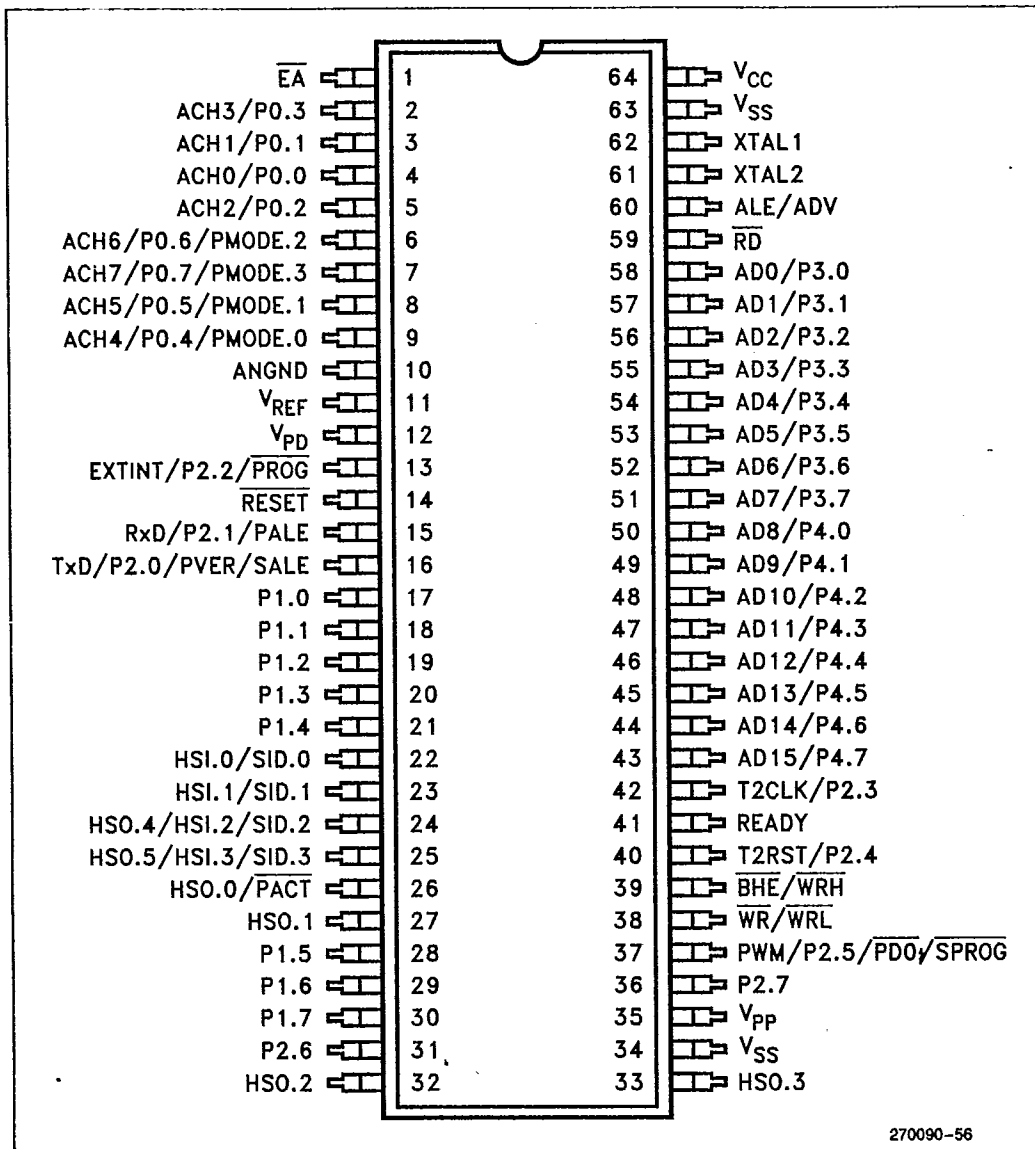 E̅A̅ 1 64 VCC
ACH3/P0.3 2 63 VSS
ACH1/P0.1 3 62 XTAL1
ACH0/P0.0 4 61 XTAL2
ACH2/P0.2 5 60 ALE/ADV
ACH6/P0.6/PMODE.2 6 59 R̅D̅
ACH7/P0.7/PMODE.3 7 58 AD0/P3.0
ACH5/P0.5/PMODE.1 8 57 AD1/P3.1
ACH4/P0.4/PMODE.0 9 56 AD2/P3.2
ANGND 10 55 AD3/P3.3
VREF 11 54 AD4/P3.4
VPD 12 53 AD5/P3.5
EXTINT/P2.2/P̅R̅O̅G̅ 13 52 AD6/P3.6
R̅E̅S̅E̅T̅ 14 51 AD7/P3.7
RxD/P2.1/PALE 15 50 AD8/P4.0
TxD/P2.0/PVER/SALE 16 49 AD9/P4.1
P1.0 17 48 AD10/P4.2
P1.1 18 47 AD11/P4.3
P1.2 19 46 AD12/P4.4
P1.3 20 45 AD13/P4.5
P1.4 21 44 AD14/P4.6
HSI.0/SID.0 22 43 AD15/P4.7
HSI.1/SID.1 23 42 T2CLK/P2.3
HSO.4/HSI.2/SID.2 24 41 READY
HSO.5/HSI.3/SID.3 25 40 T2RST/P2.4
HSO.0/P̅A̅C̅T̅ 26 39 B̅H̅E̅/W̅R̅H̅
HSO.1 27 38 W̅R̅/W̅R̅L̅
P1.5 28 37 PWM/P2.5/P̅D̅O̅/S̅P̅R̅O̅G̅
P1.6 29 36 P2.7
P1.7 30 35 VPP
P2.6 31 34 VSS
HSO.2 32 33 HSO.3
270090-56